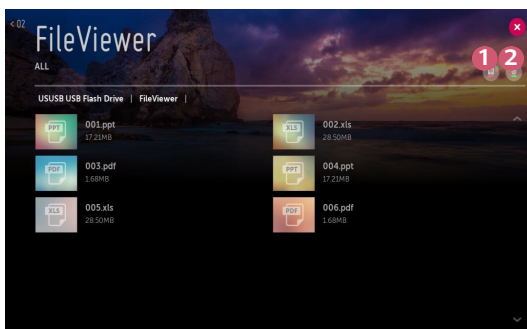 < 02
FileViewer
ALL
1 2
USUSB USB Flash Drive | FileViewer |
PPT 001.ppt
17.21MB
XLS 002.xls
28.50MB
PDF 003.pdf
1.68MB
PPT 004.ppt
17.21MB
XLS 005.xls
28.50MB
PDF 006.pdf
1.68MB